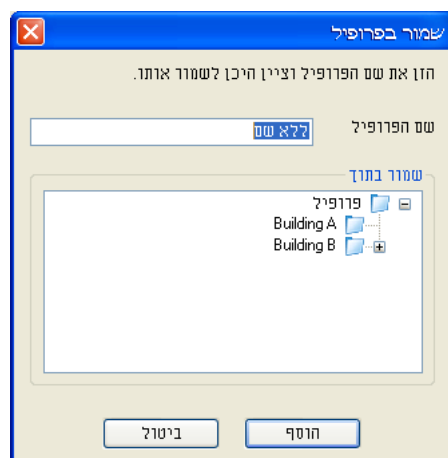 שמור בפרופיל
הזן את שם הפרופיל וציין היכן לשמור אותו.
שם הפרופיל
ללא שם
שמור בתוך
פרופיל
Building A
Building B
הוסף
ביטול